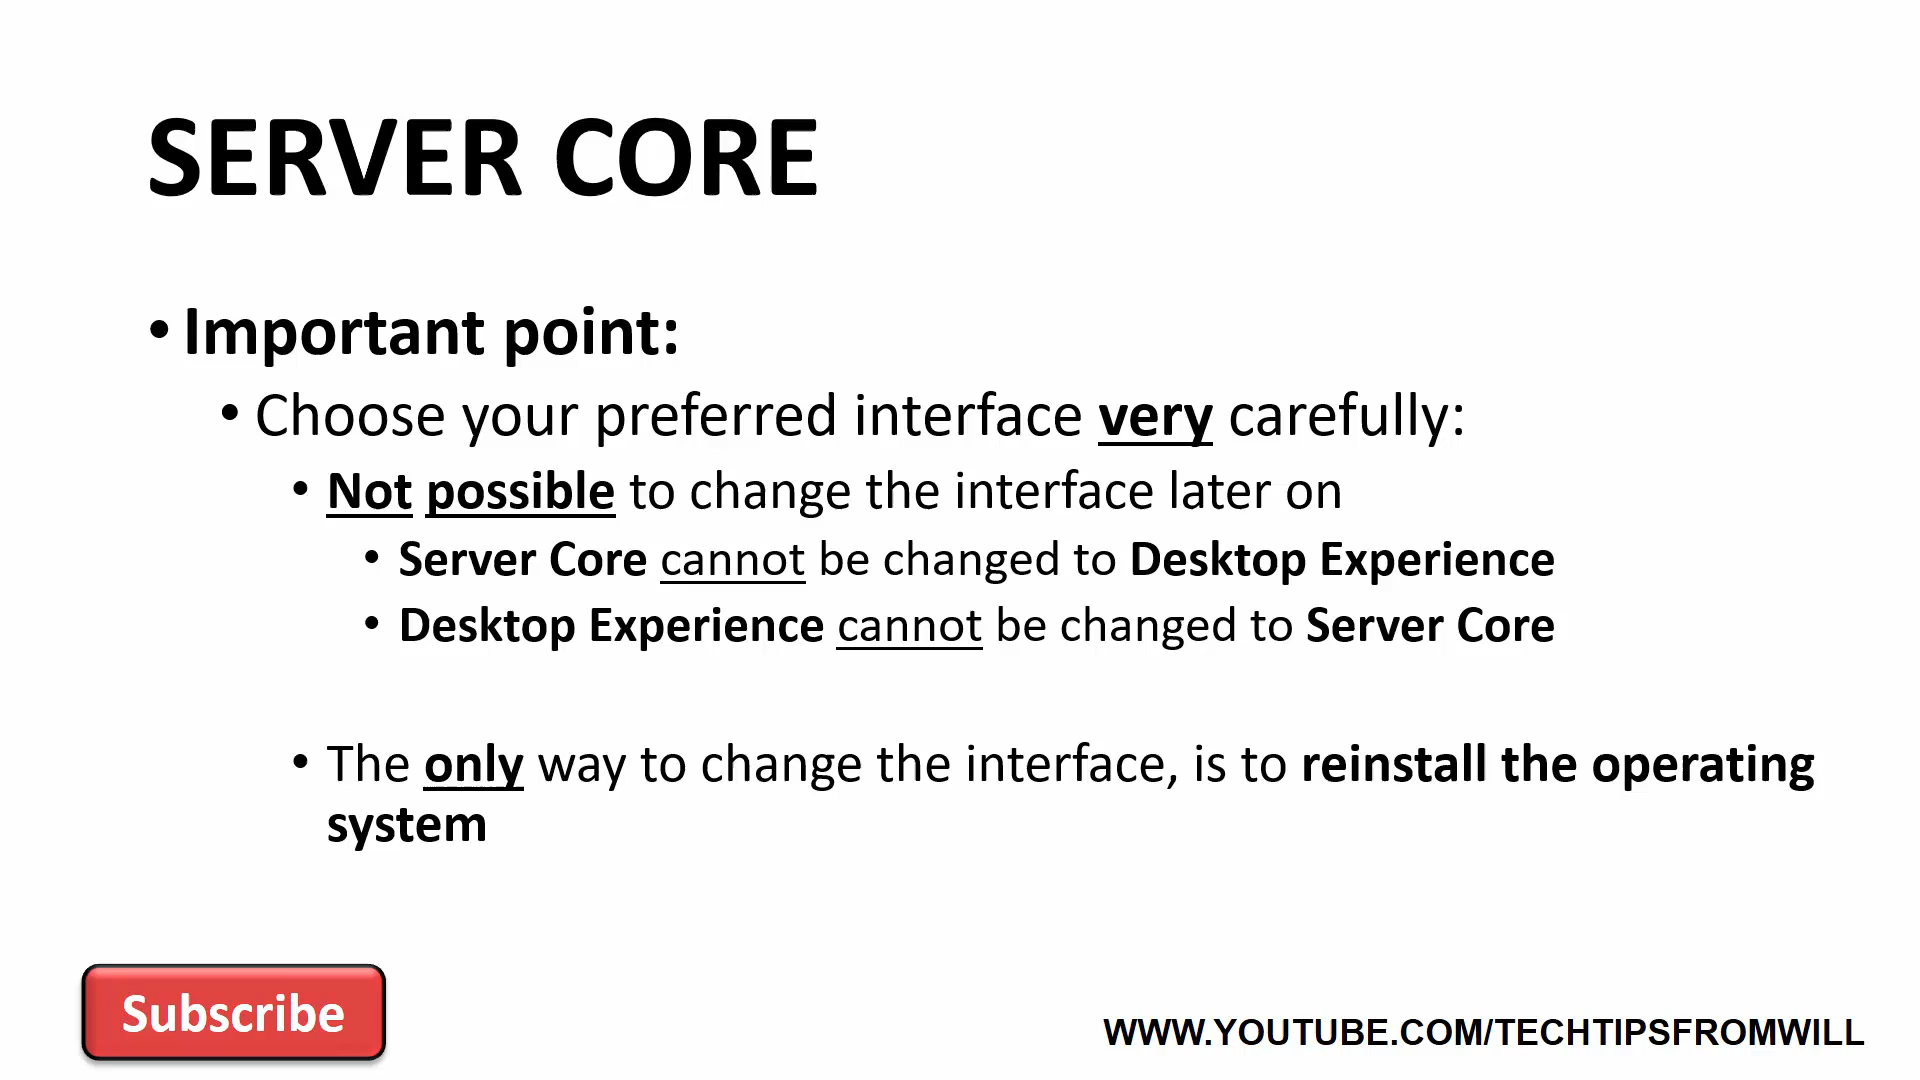 SERVER CORE
• Important point:
• Choose your preferred interface very carefully:
• Not possible to change the interface later on
• Server Core cannot be changed to Desktop Experience
• Desktop Experience cannot be changed to Server Core
• The only way to change the interface, is to reinstall the operating
system
Subscribe
WWW.YOUTUBE.COM/TECHTIPSFROMWILL